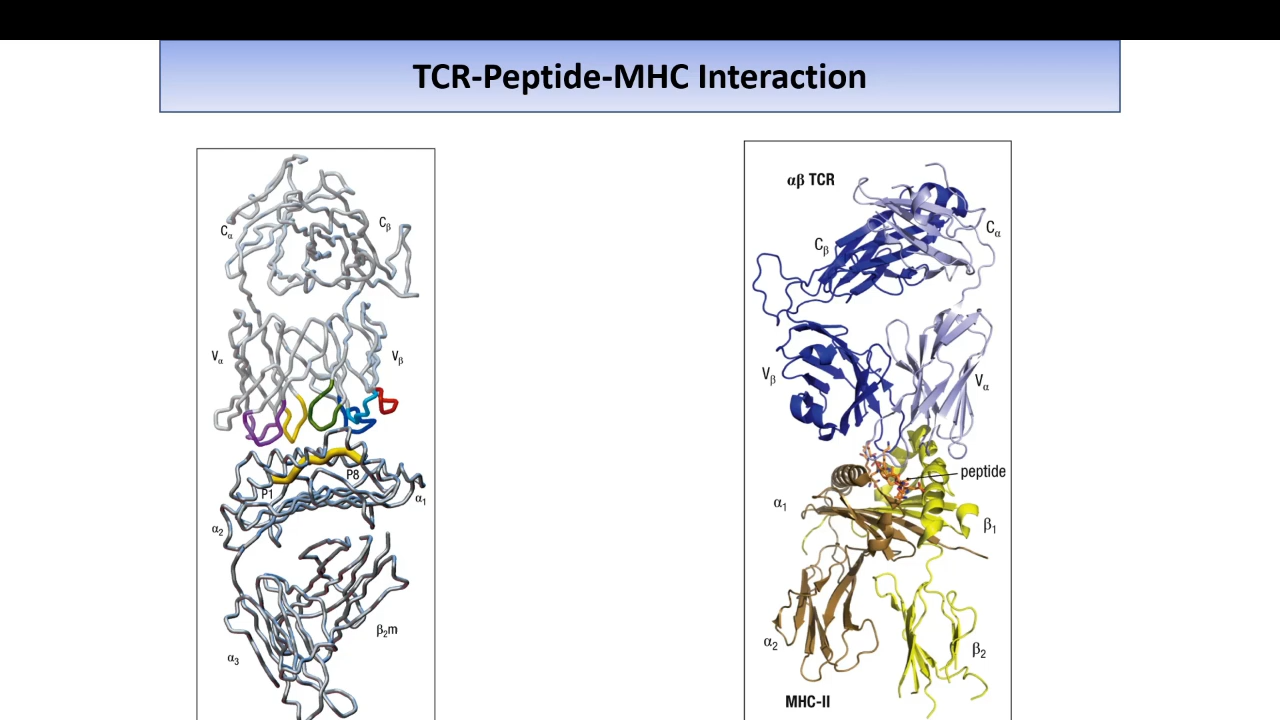 TCR-Peptide-MHC Interaction
Cα
Cβ
Vα
Vβ
P1
P8
α1
α2
β2m
α3
αβ TCR
Cβ
Cα
Vβ
Vα
peptide
α1
β1
α2
β2
MHC-II